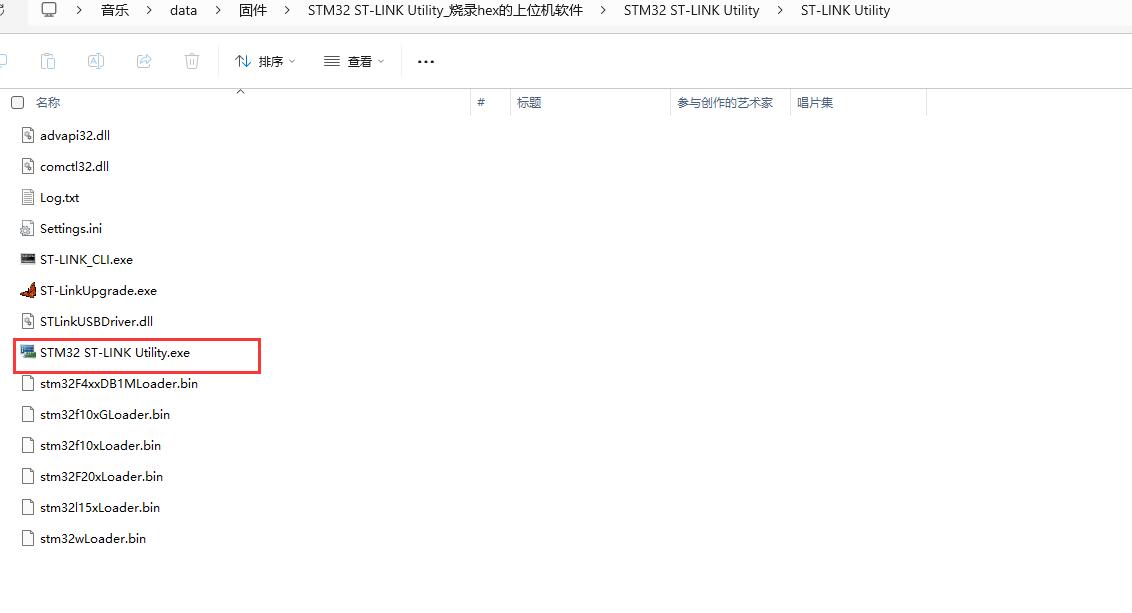 音乐 > data > 固件 > STM32 ST-LINK Utility_烧录hex的上位机软件 > STM32 ST-LINK Utility > ST-LINK Utility
排序 查看 ...
名称 # 标题 参与创作的艺术家 唱片集
advapi32.dll
comctl32.dll
Log.txt
Settings.ini
ST-LINK_CLI.exe
ST-LinkUpgrade.exe
STLinkUSBDriver.dll
STM32 ST-LINK Utility.exe
stm32F4xxDB1MLoader.bin
stm32f10xGLoader.bin
stm32f10xLoader.bin
stm32F20xLoader.bin
stm32l15xLoader.bin
stm32wLoader.bin